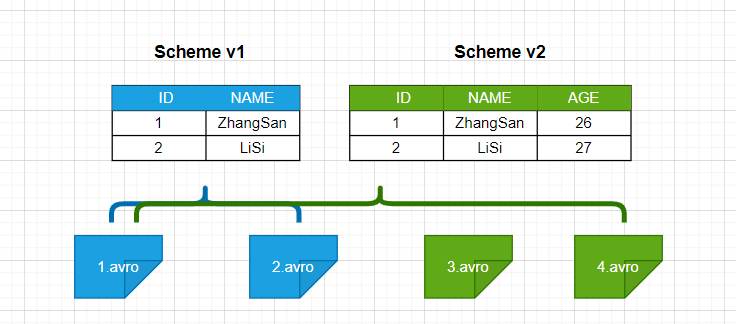 Scheme v1 Scheme v2
ID NAME ID NAME AGE
1 ZhangSan 1 ZhangSan 26
2 LiSi 2 LiSi 27
1.avro 2.avro 3.avro 4.avro